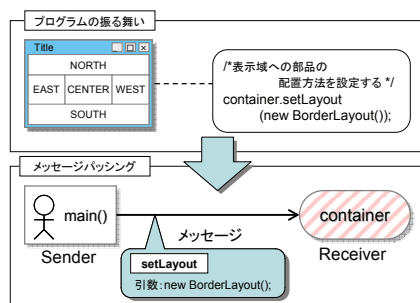 プログラムの振る舞い
Title
NORTH
EAST CENTER WEST
SOUTH
/*表示域への部品の
配置方法を設定する */
container.setLayout
(new BorderLayout());
メッセージパッシング
main()
Sender
メッセージ
setLayout
引数:new BorderLayout();
container
Receiver